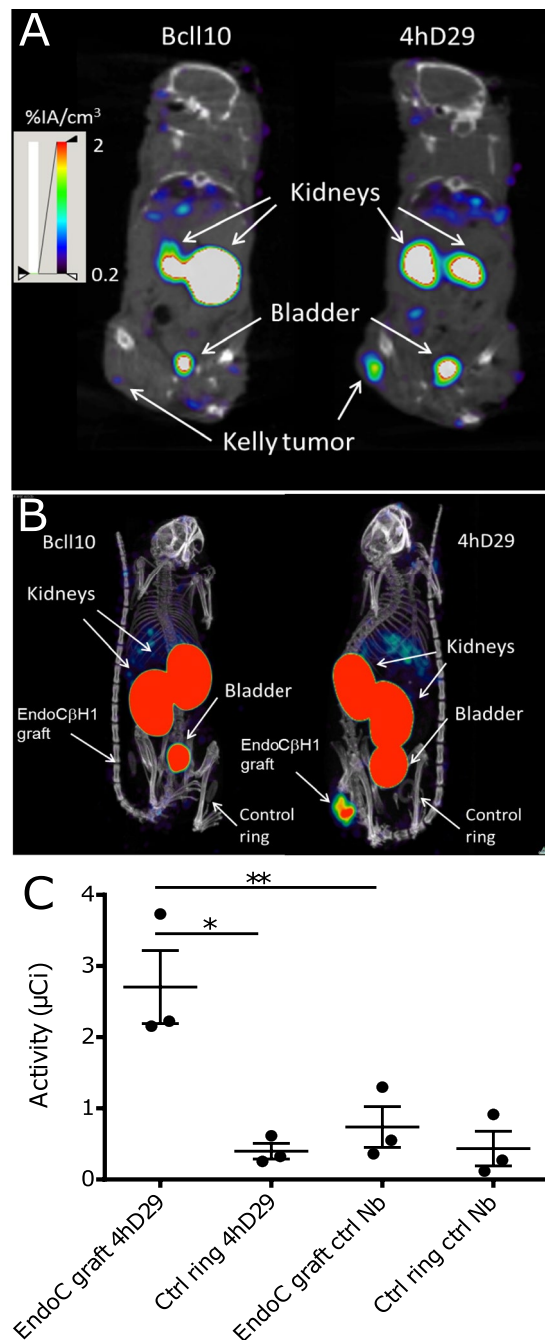 A
Bcll10
4hD29
%IA/cm³
2
0.2
Kidneys
Bladder
Kelly tumor
B
Bcll10
4hD29
Kidneys
Kidneys
Bladder
Bladder
EndoCβH1
graft
EndoCβH1
graft
Control
ring
Control
ring
C
**
*
Activity (μCi)
4
3
2
1
0
EndoC graft 4hD29
Ctrl ring 4hD29
EndoC graft ctrl Nb
Ctrl ring ctrl Nb